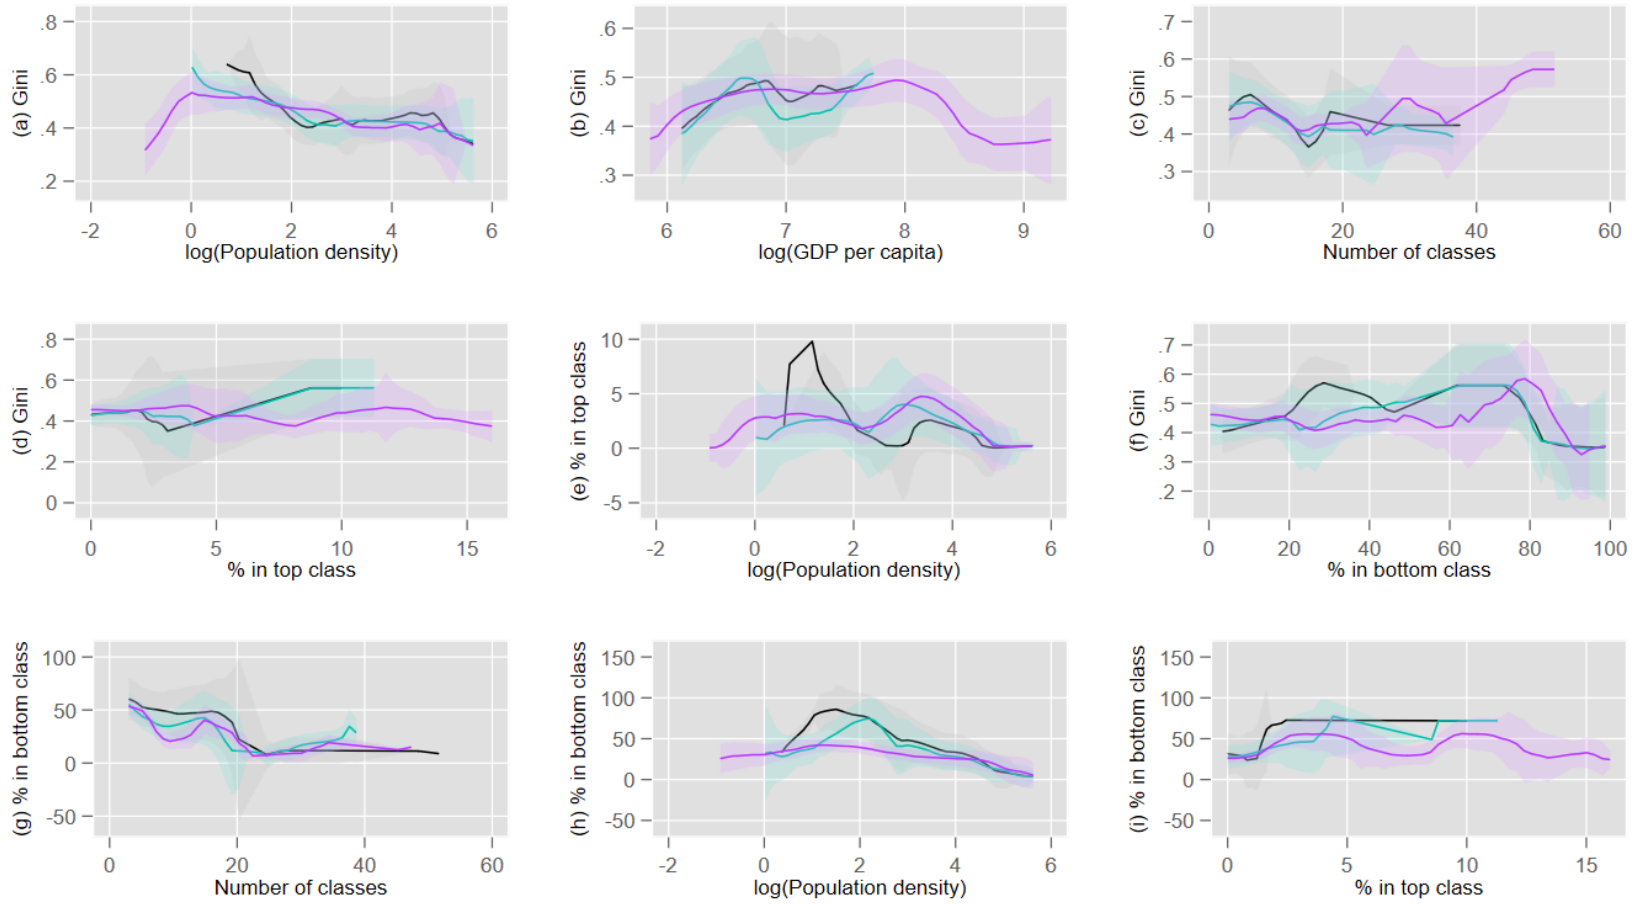 (a) Gini
.8
.6
.4
.2
-2 0 2 4 6
log(Population density)
(b) Gini
.6
.5
.4
.3
6 7 8 9
log(GDP per capita)
(c) Gini
.7
.6
.5
.4
.3
0 20 40 60
Number of classes
(d) Gini
.8
.6
.4
.2
0
0 5 10 15
% in top class
(e) % in top class
10
5
0
-5
-2 0 2 4 6
log(Population density)
(f) Gini
.7
.6
.5
.4
.3
.2
0 20 40 60 80 100
% in bottom class
(g) % in bottom class
100
50
0
-50
0 20 40 60
Number of classes
(h) % in bottom class
150
100
50
0
-50
-2 0 2 4 6
log(Population density)
(i) % in bottom class
150
100
50
0
-50
0 5 10 15
% in top class